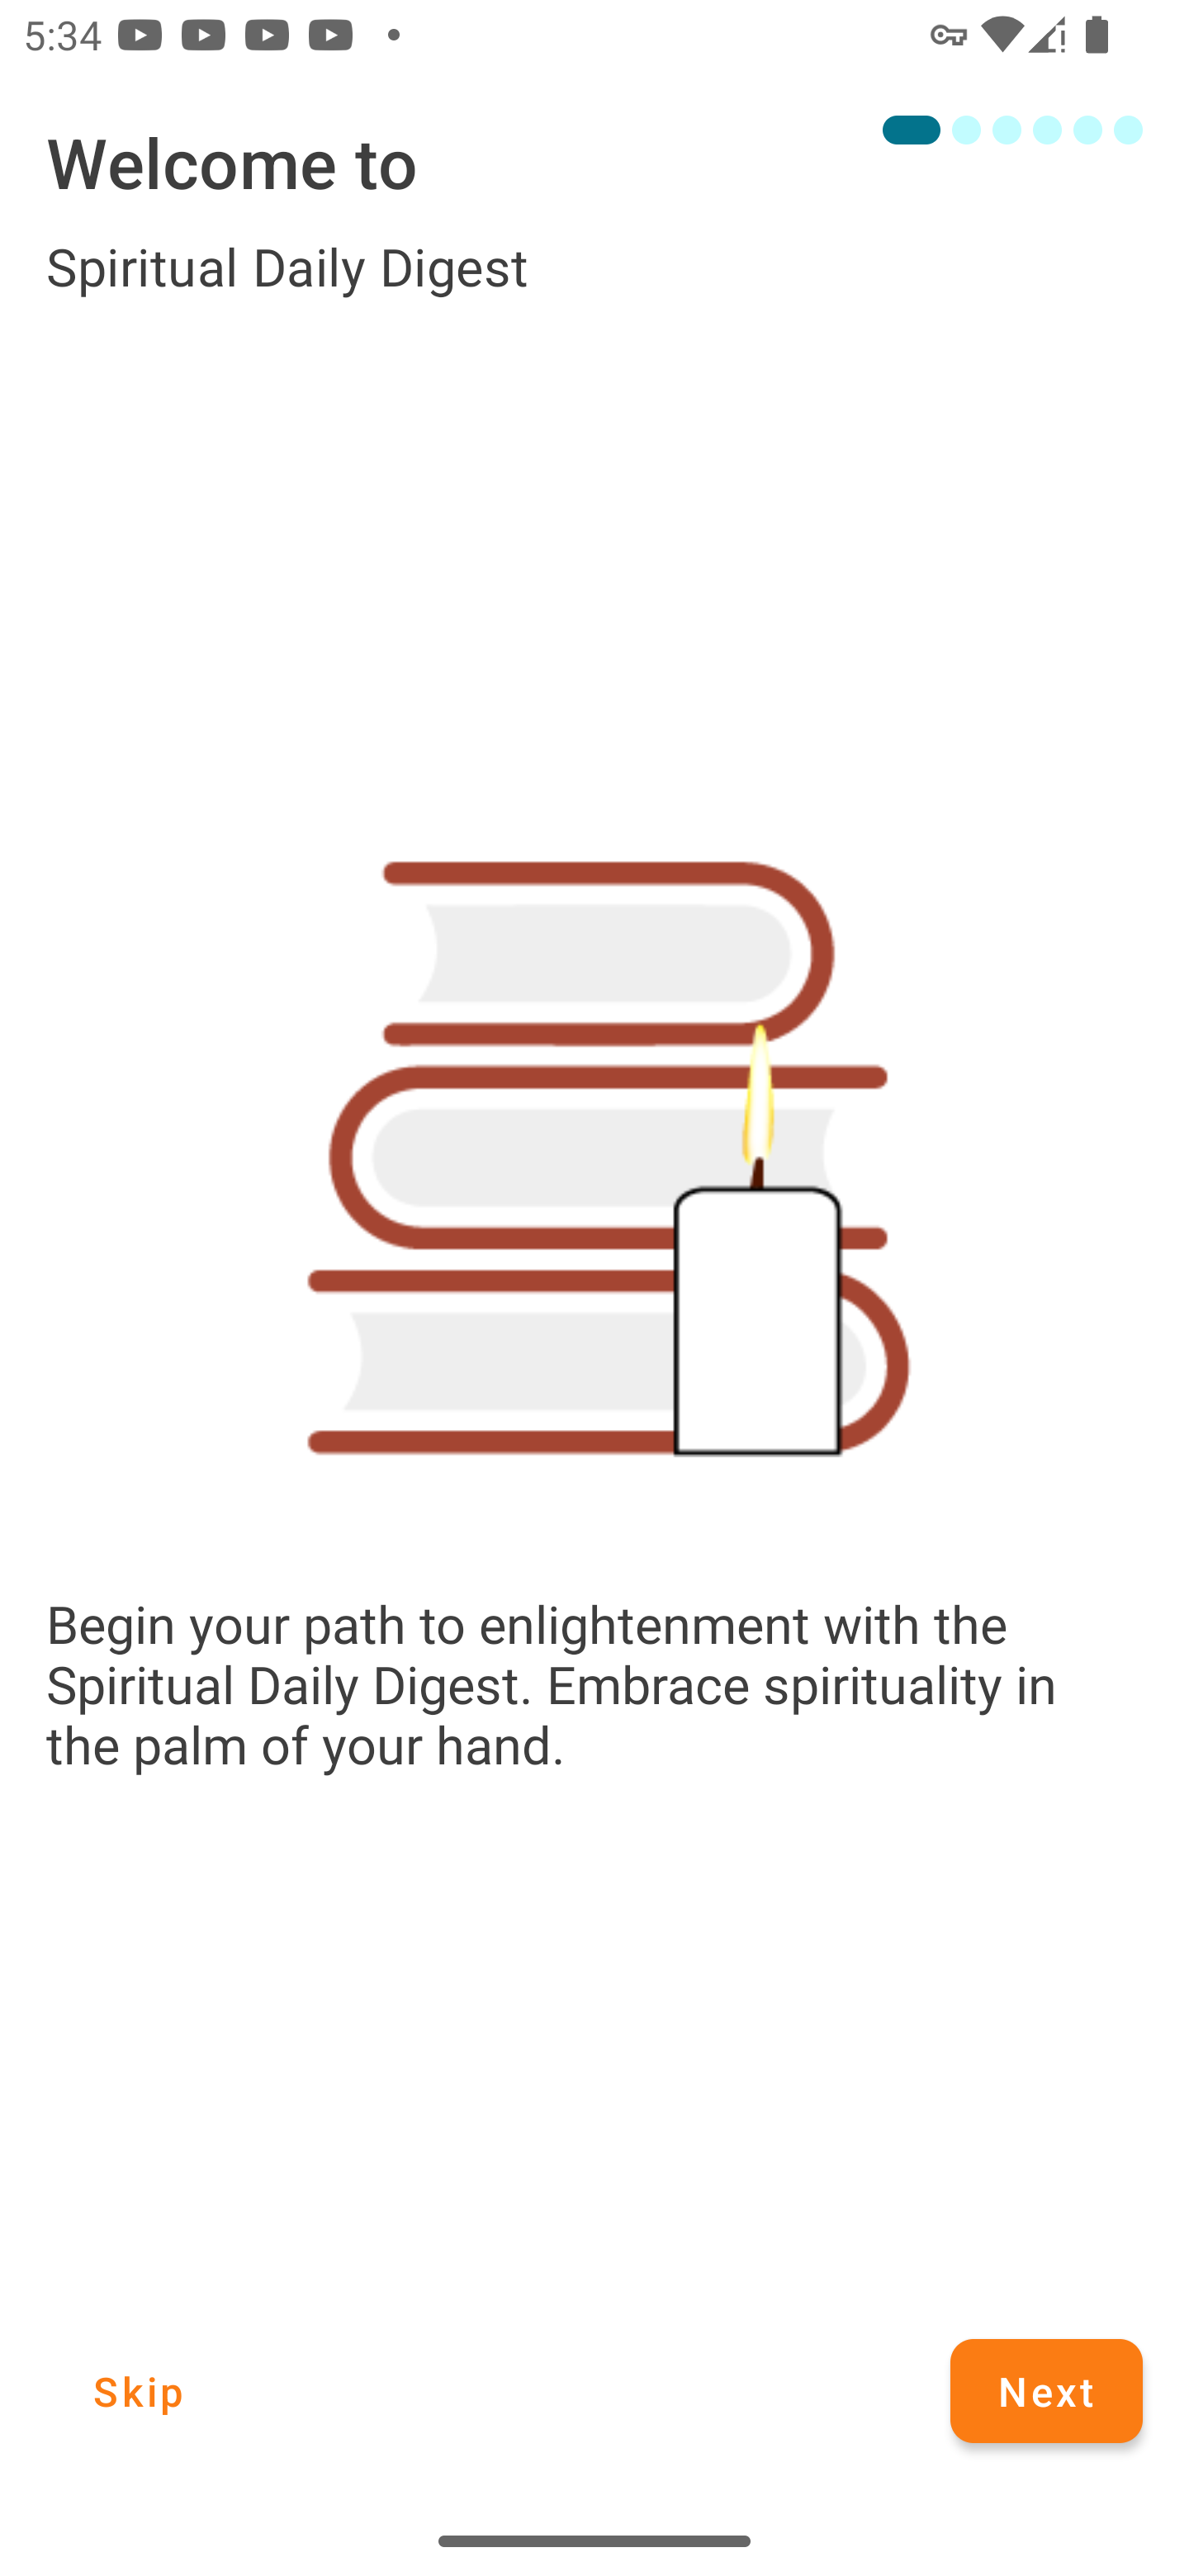 5:34
Welcome to
Spiritual Daily Digest
Begin your path to enlightenment with the
Spiritual Daily Digest. Embrace spirituality in
the palm of your hand.
Skip
Next